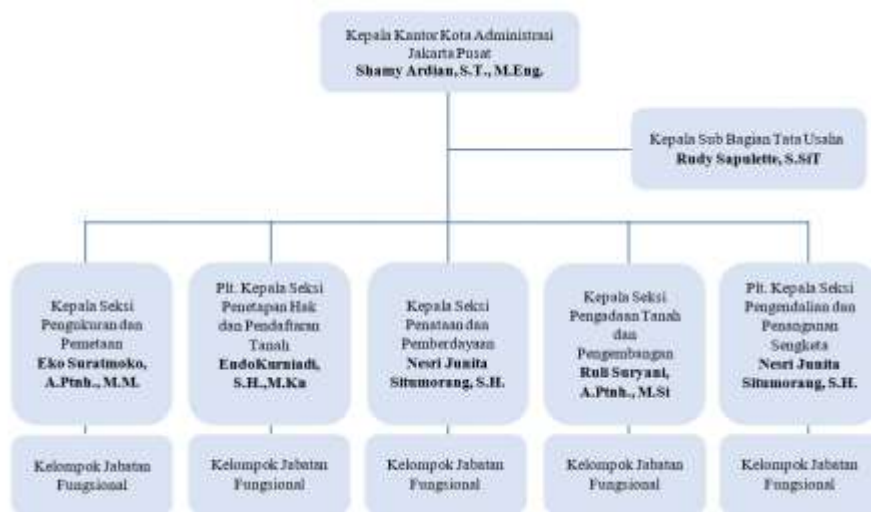 Kepala Kantor Kota Administrasi
Jakarta Pusat
Shamy Ardian, S.T., M.Eng.
Kepala Sub Bagian Tata Usaha
Rudy Sapulette, S.SiT
Kepala Seksi
Pengukuran dan
Pemetaan
Eko Suratmoko,
A.Ptnh., M.M.
Plt. Kepala Seksi
Penetapan Hak
dan Pendaftaran
Tanah
EndoKurniadi,
S.H.,M.Kn
Kepala Seksi
Penataan dan
Pemberdayaan
Nesri Junita
Situmorang, S.H.
Kepala Seksi
Pengadaan Tanah
dan
Pengembangan
Ruli Suryani,
A.Ptnh., M.Si
Plt. Kepala Seksi
Pengendalian dan
Penanganan
Sengketa
Nesri Junita
Situmorang, S.H.
Kelompok Jabatan
Fungsional
Kelompok Jabatan
Fungsional
Kelompok Jabatan
Fungsional
Kelompok Jabatan
Fungsional
Kelompok Jabatan
Fungsional